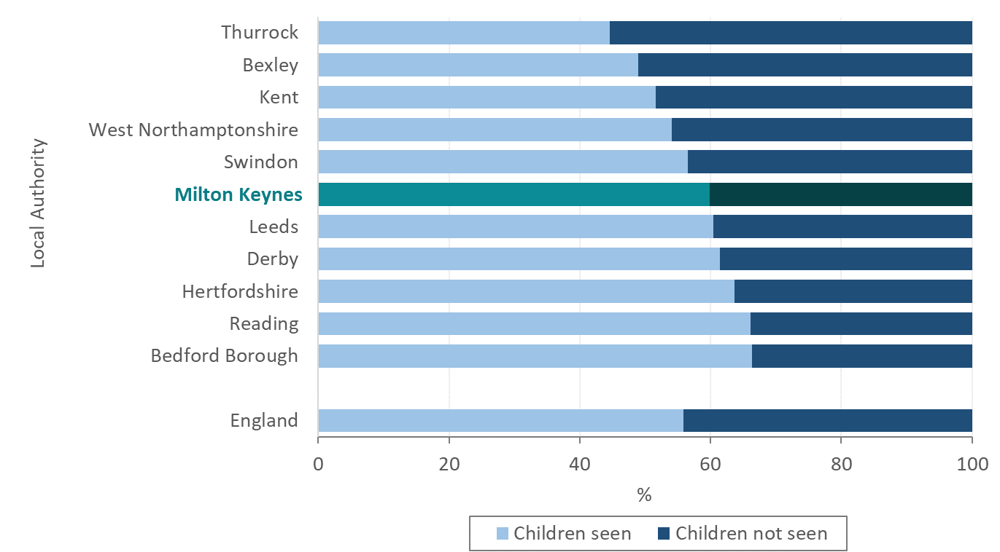 Thurrock
Bexley
Kent
West Northamptonshire
Swindon
Milton Keynes
Leeds
Derby
Hertfordshire
Reading
Bedford Borough
England
Local Authority
0 20 40 60 80 100
%
Children seen Children not seen